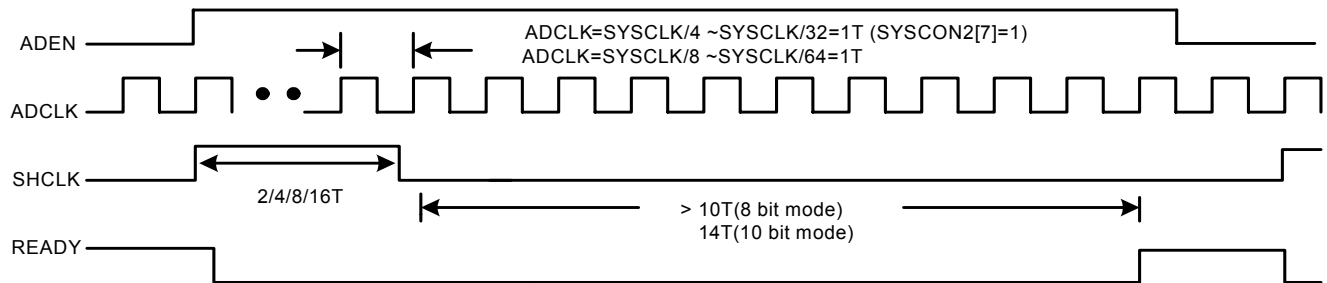 ADEN
ADCLK=SYSCLK/4 ~SYSCLK/32=1T (SYSCON2[7]=1)
ADCLK=SYSCLK/8 ~SYSCLK/64=1T
ADCLK
SHCLK
2/4/8/16T
> 10T(8 bit mode)
14T(10 bit mode)
READY